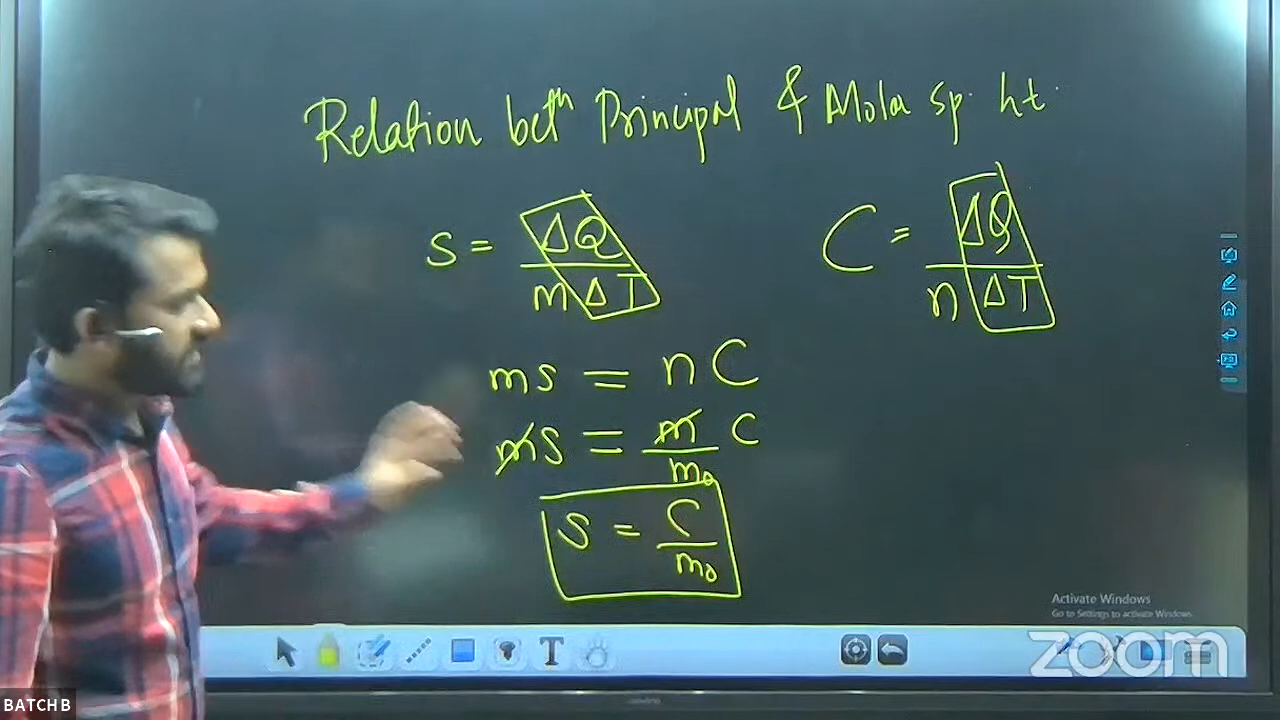 Relation betⁿ Principal & Molar sp. ht.
s = ΔQ / mΔT
C = ΔQ / nΔT
ms = nC
ms = m/m₀ C
s = C/m₀
Activate Windows
Go to Settings to activate Windows.
zoom
T
BATCH B